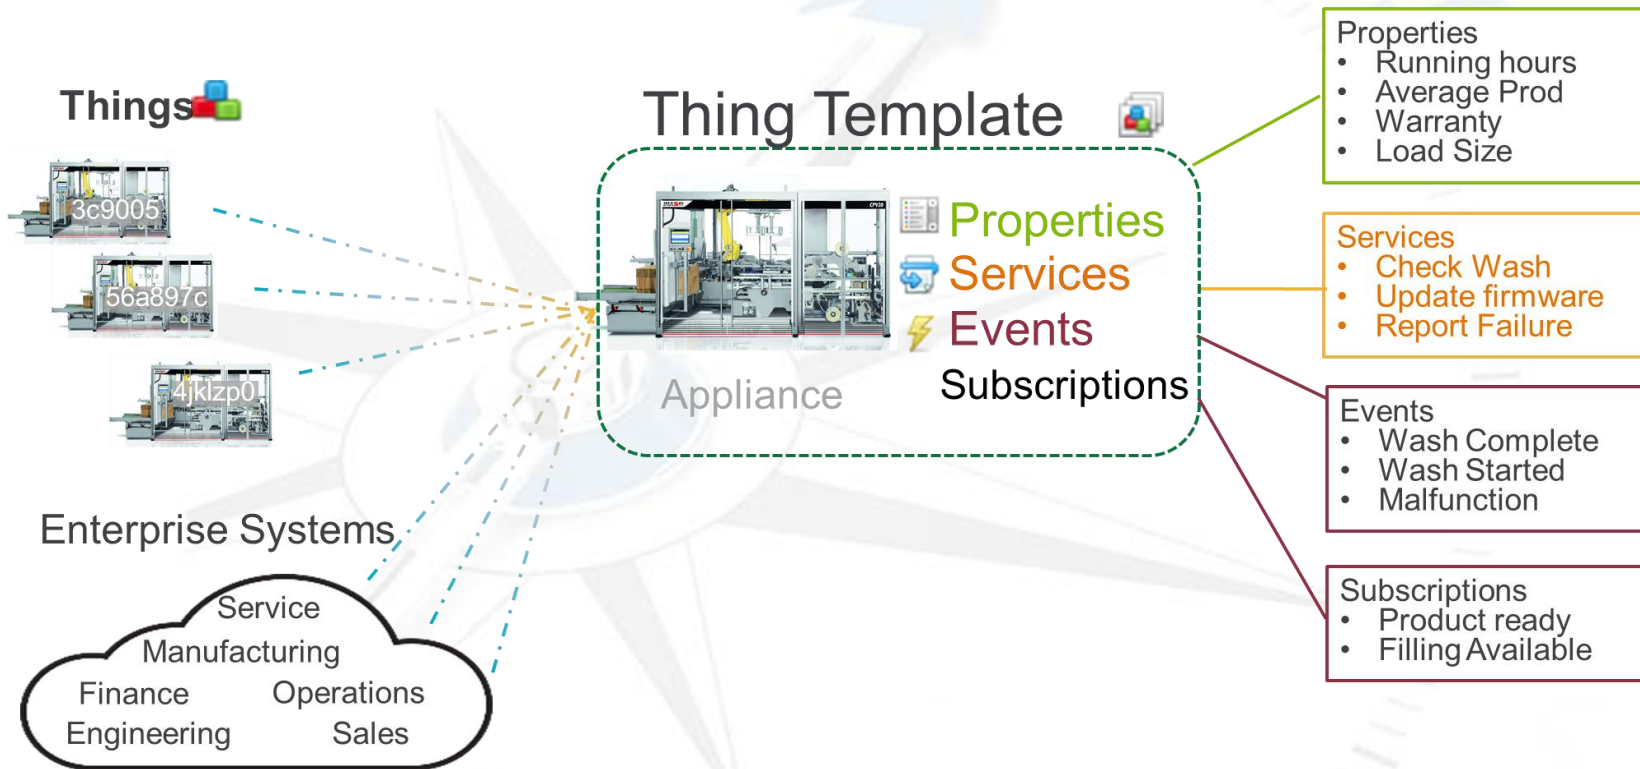 Things
3c9005
56a897c
4jklzp0
Enterprise Systems
Service
Manufacturing
Finance Operations
Engineering Sales
Thing Template
Properties
Services
Events
Subscriptions
Appliance
Properties
• Running hours
• Average Prod
• Warranty
• Load Size
Services
• Check Wash
• Update firmware
• Report Failure
Events
• Wash Complete
• Wash Started
• Malfunction
Subscriptions
• Product ready
• Filling Available